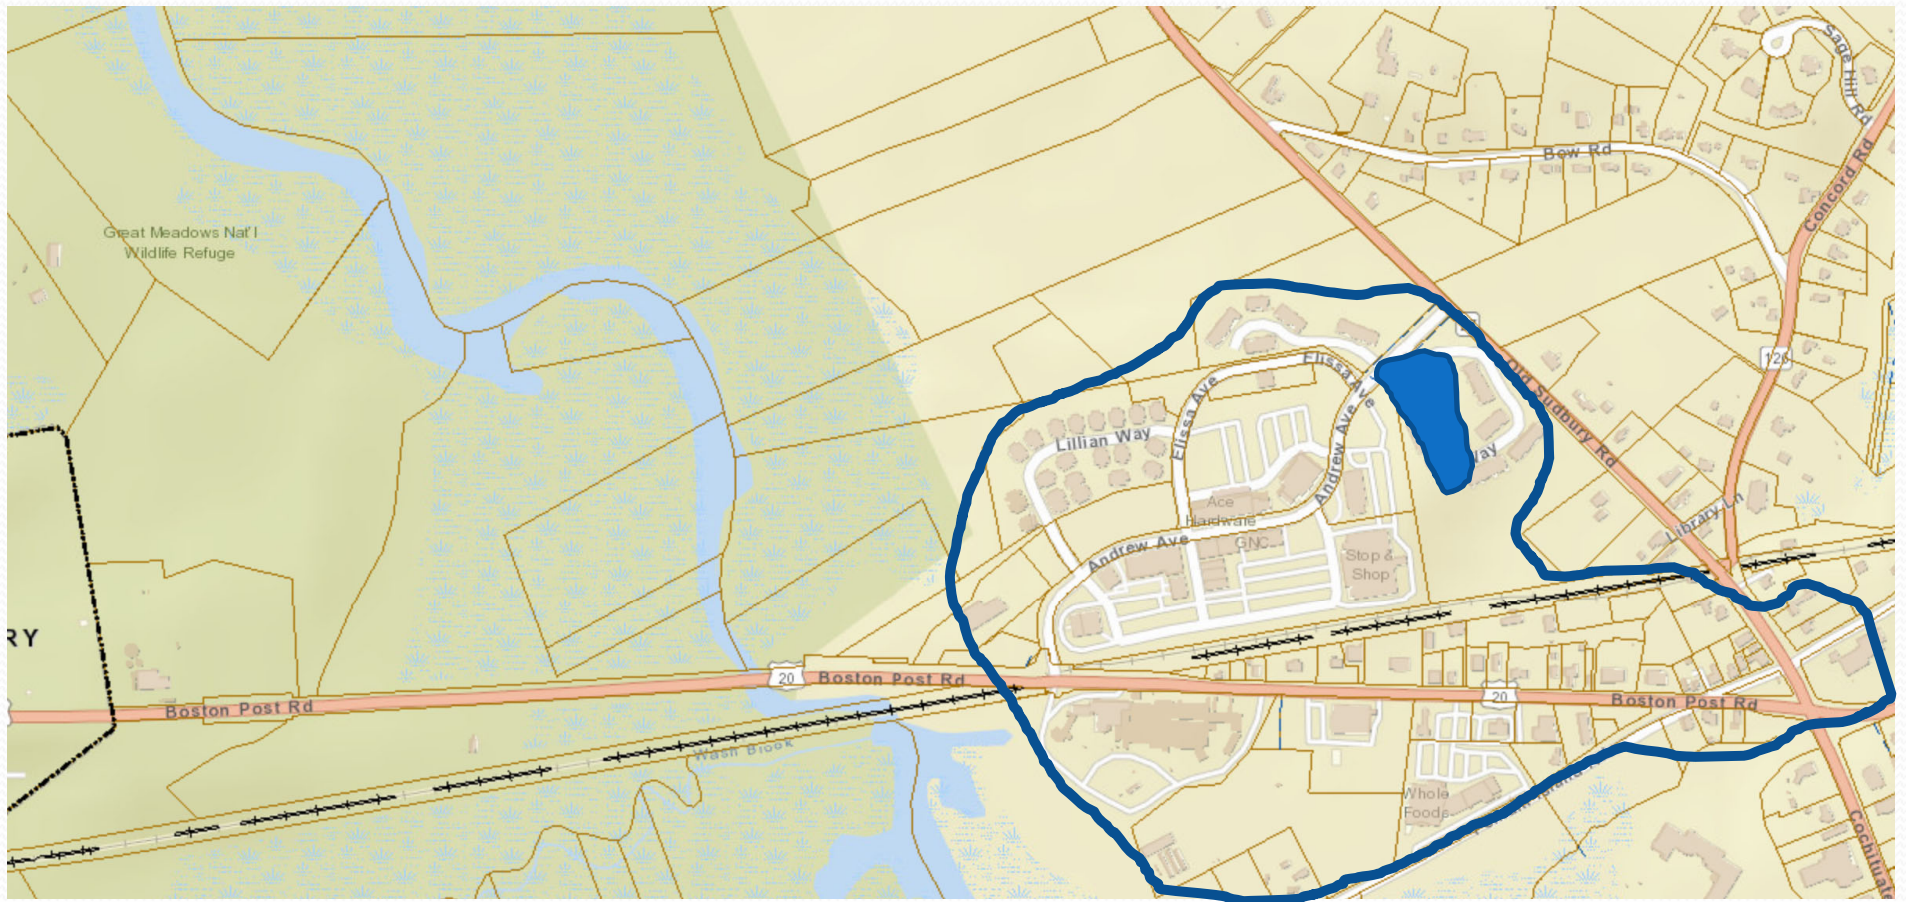 Sage Hill Rd
Bow Rd
Concord Rd
Great Meadows Nat'l
Wildlife Refuge
126
Old Sudbury Rd
Elissa Ave
Elissa Ave
Andrew Ave
Lillian Way
Way
Ace
Hardware
GNC
Andrew Ave
Library Ln
Stop &
Shop
RY
20
Boston Post Rd
20
Boston Post Rd
Boston Post Rd
Wash Brook
Whole
Foods
Cochituate